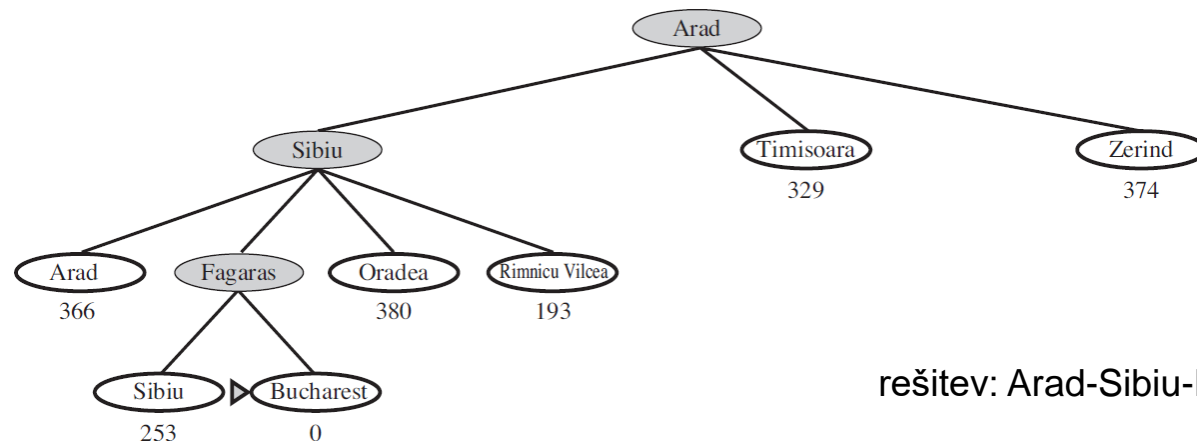 Arad
Sibiu Timisoara Zerind
329 374
Arad Fagaras Oradea Rimnicu Vilcea
366 380 193
Sibiu Bucharest
rešitev: Arad-Sibiu-
253 0